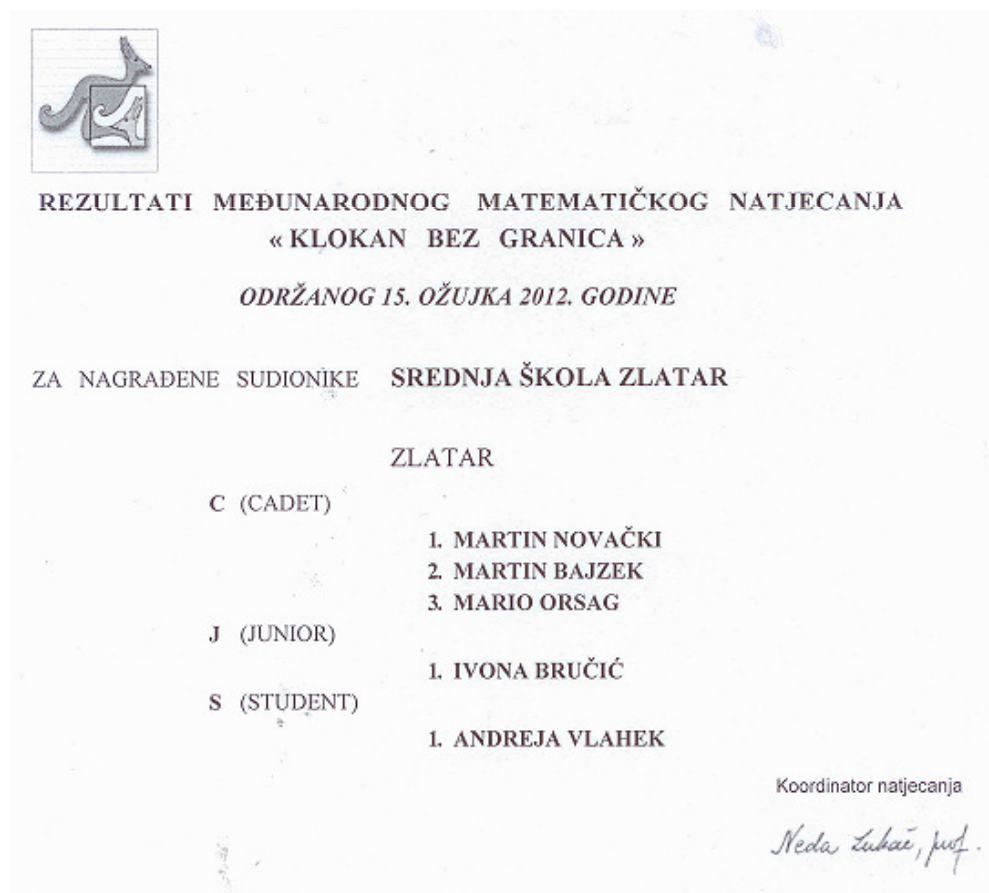 REZULTATI MEĐUNARODNOG MATEMATIČKOG NATJECANJA
« KLOKAN BEZ GRANICA »
ODRŽANOG 15. OŽUJKA 2012. GODINE
ZA NAGRAĐENE SUDIONIKE SREDNJA ŠKOLA ZLATAR
ZLATAR
C (CADET)
1. MARTIN NOVAČKI
2. MARTIN BAJZEK
3. MARIO ORSAG
J (JUNIOR)
1. IVONA BRUČIĆ
S (STUDENT)
1. ANDREJA VLAHEK
Koordinator natjecanja
Neda Lukač, prof.